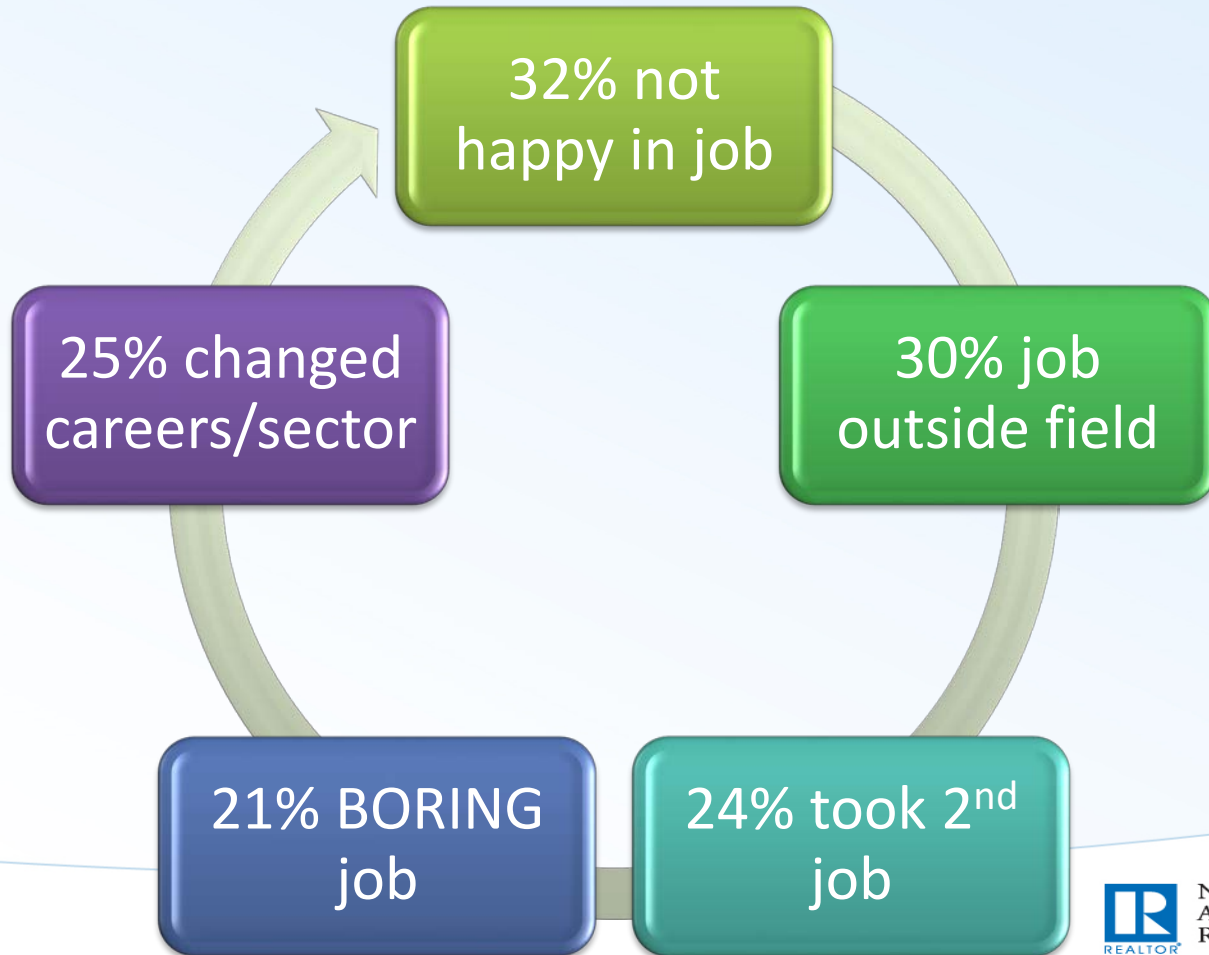 32% not
happy in job
30% job
outside field
24% took 2nd
job
21% BORING
job
25% changed
careers/sector
REALTOR®